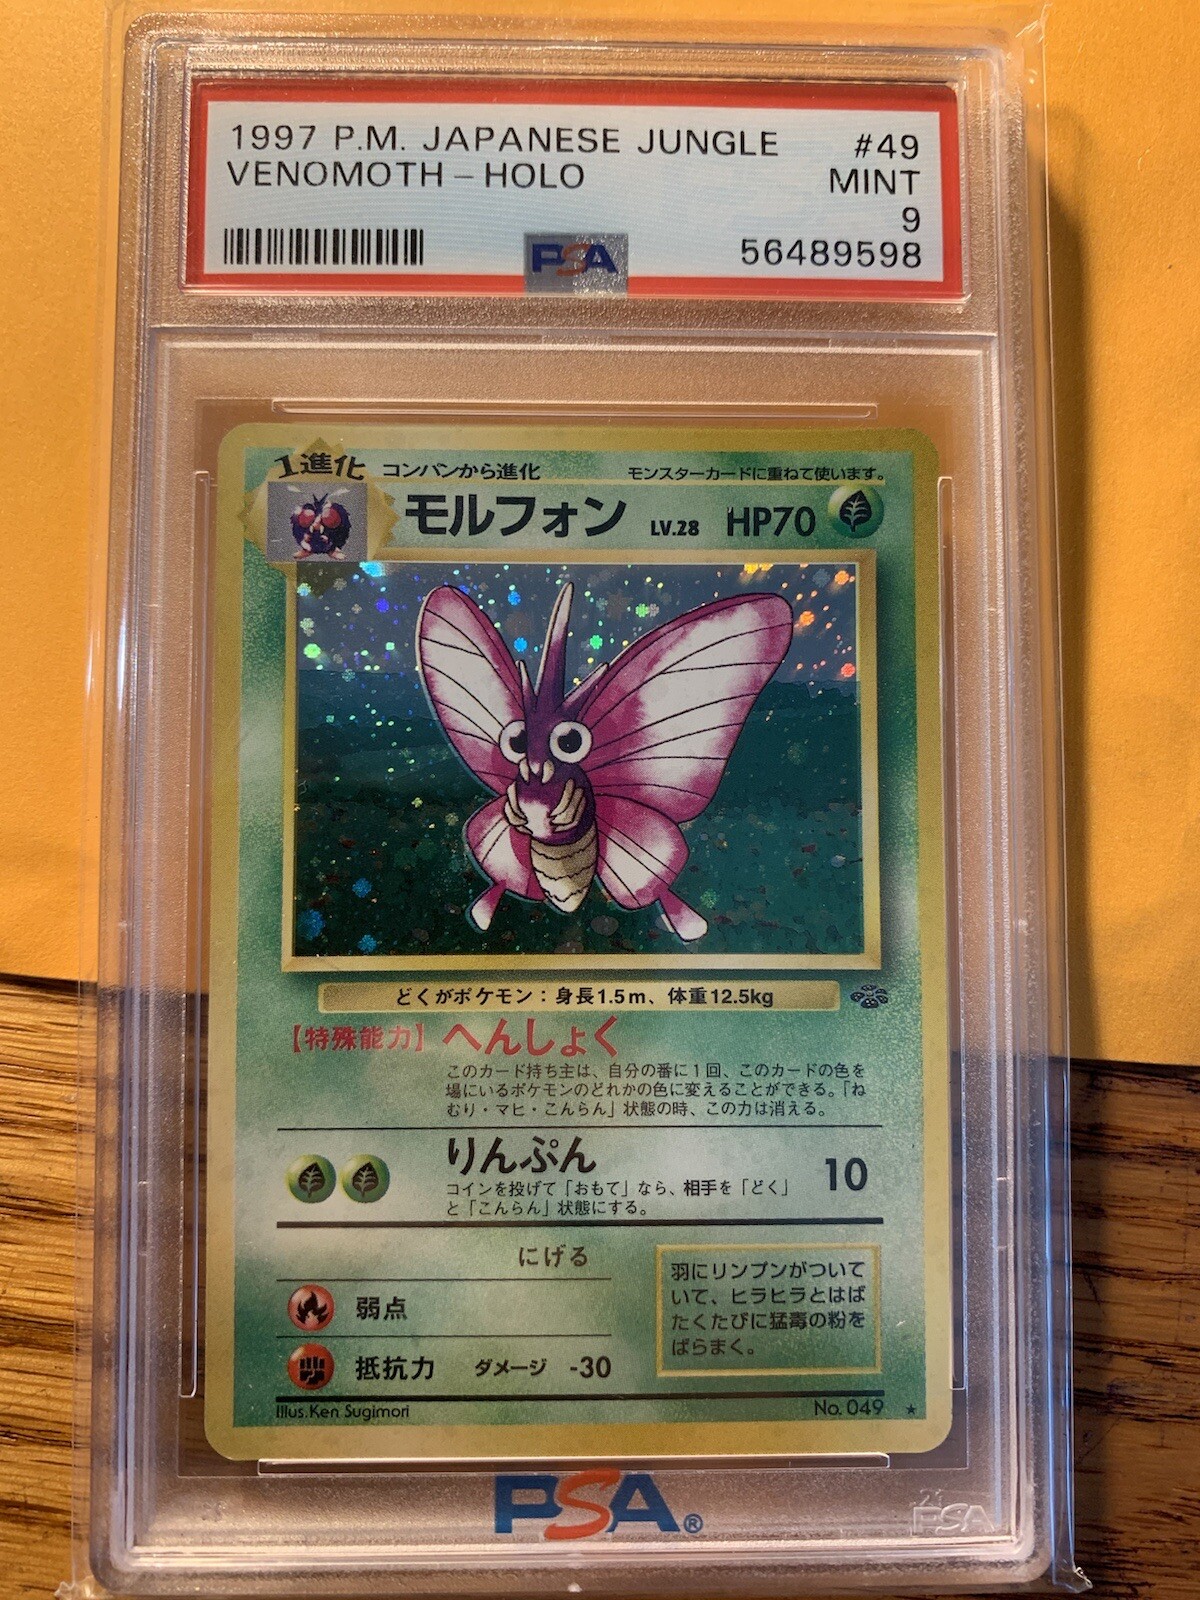 1997 P.M. JAPANESE JUNGLE #49
VENOMOTH - HOLO MINT
9
PSA 56489598
1進化 コンパンから進化 モンスターカードに重ねて使います。
モルフォン LV.28 HP70
どくがポケモン：身長1.5m、体重12.5kg
【特殊能力】へんしょく
このカード持ち主は、自分の番に1回、このカードの色を
場にいるポケモンのどれかの色に変えることができる。「ね
むり・マヒ・こんらん」状態の時、この力は消える。
りんぷん 10
コインを投げて「おもて」なら、相手を「どく」
と「こんらん」状態にする。
にげる
弱点
抵抗力 ダメージ -30
羽にリンプンがついて
いて、ヒラヒラとはば
たくたびに猛毒の粉を
ばらまく。
Illus. Ken Sugimori No. 049 ★
PSA®
PSA